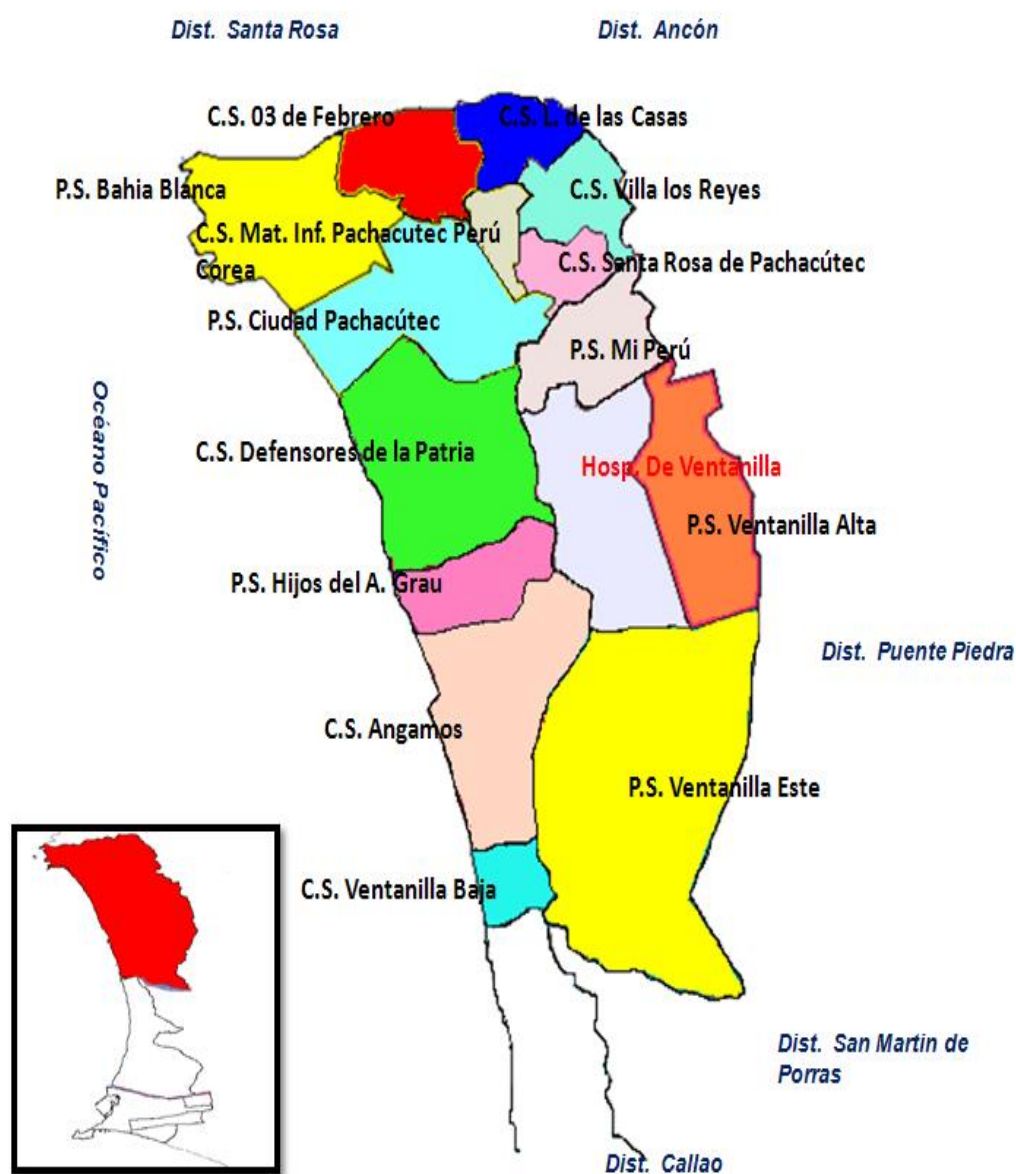 Dist. Santa Rosa
Dist. Ancón
C.S. 03 de Febrero
C.S. L. de las Casas
P.S. Bahia Blanca
C.S. Villa los Reyes
C.S. Mat. Inf. Pachacutec Perú
Corea
C.S. Santa Rosa de Pachacútec
P.S. Ciudad Pachacútec
P.S. Mi Perú
Océano Pacífico
C.S. Defensores de la Patria
Hosp. De Ventanilla
P.S. Ventanilla Alta
P.S. Hijos del A. Grau
Dist. Puente Piedra
C.S. Angamos
P.S. Ventanilla Este
C.S. Ventanilla Baja
Dist. San Martin de
Porras
Dist. Callao